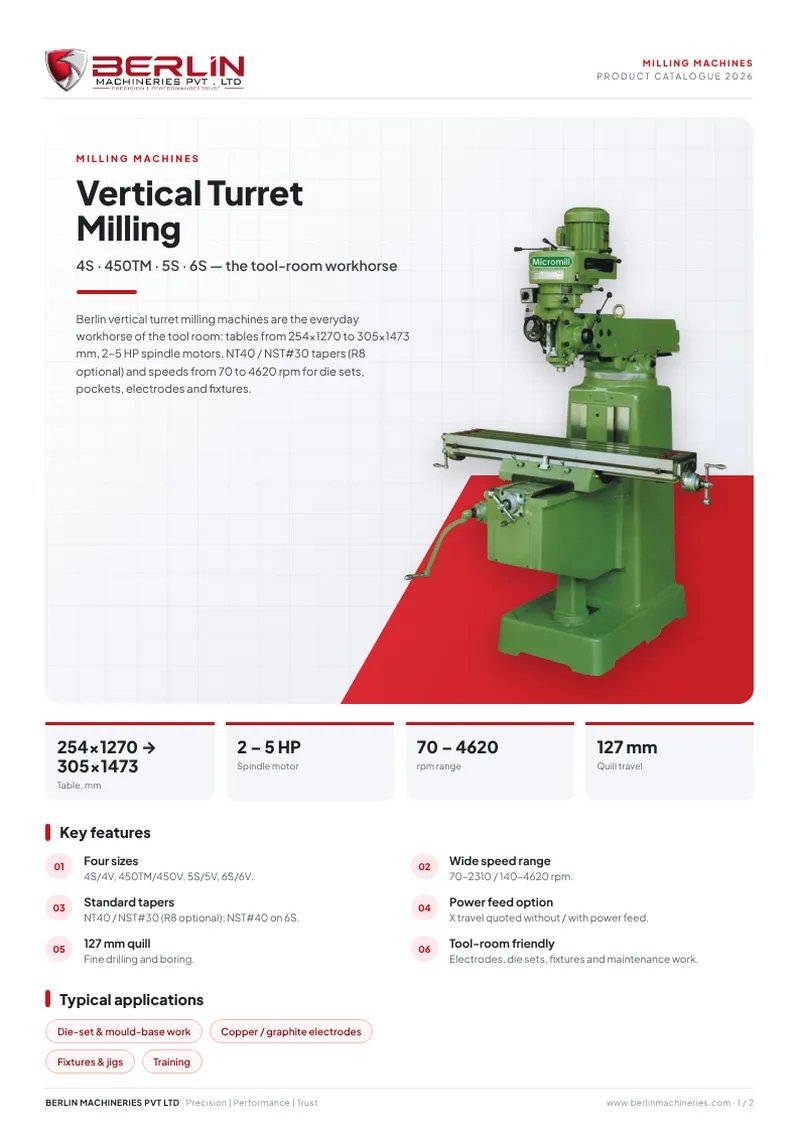 BERLIN
MACHINERIES PVT . LTD
PRECISION | PERFORMANCE | TRUST
MILLING MACHINES
PRODUCT CATALOGUE 2026
MILLING MACHINES
Vertical Turret
Milling
4S · 450TM · 5S · 6S — the tool-room workhorse
Berlin vertical turret milling machines are the everyday
workhorse of the tool room: tables from 254×1270 to 305×1473
mm, 2–5 HP spindle motors, NT40 / NST#30 tapers (R8
optional) and speeds from 70 to 4620 rpm for die sets,
pockets, electrodes and fixtures.
Micromill
254×1270 →
305×1473
Table, mm
2 – 5 HP
Spindle motor
70 – 4620
rpm range
127 mm
Quill travel
Key features
01
Four sizes
4S/4V, 450TM/450V, 5S/5V, 6S/6V.
02
Wide speed range
70–2310 / 140–4620 rpm.
03
Standard tapers
NT40 / NST#30 (R8 optional); NST#40 on 6S.
04
Power feed option
X travel quoted without / with power feed.
05
127 mm quill
Fine drilling and boring.
06
Tool-room friendly
Electrodes, die sets, fixtures and maintenance work.
Typical applications
Die-set & mould-base work
Copper / graphite electrodes
Fixtures & jigs
Training
BERLIN MACHINERIES PVT LTD · Precision | Performance | Trust
www.berlinmachineries.com · 1 / 2